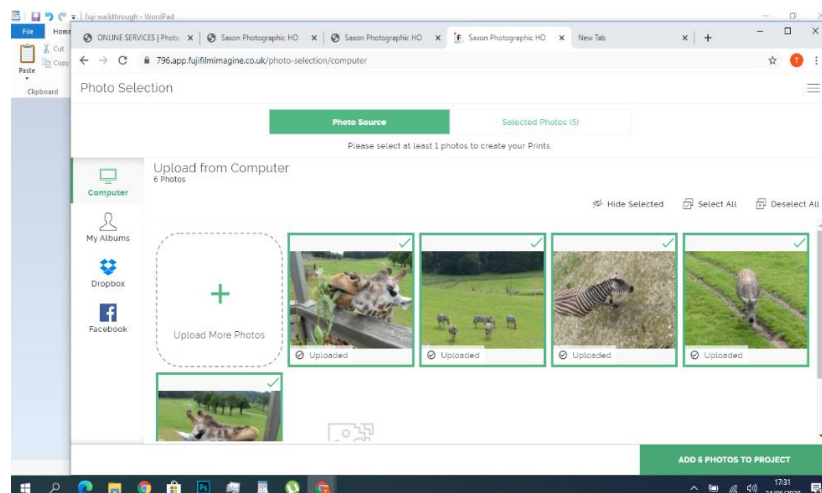 fuji walkthrough - WordPad
File Home
Cut
Copy
Paste
Clipboard
ONLINE SERVICES | Photo
Saxon Photographic HO
Saxon Photographic HO
Saxon Photographic HO
New Tab
796.app.fujifilmimagine.co.uk/photo-selection/computer
T
Photo Selection
Photo Source
Selected Photos (5)
Please select at least 1 photos to create your Prints.
Upload from Computer
6 Photos
Hide Selected
Select All
Deselect All
Computer
My Albums
Dropbox
Facebook
Upload More Photos
Uploaded
Uploaded
Uploaded
Uploaded
ADD 6 PHOTOS TO PROJECT
Ps
17:31